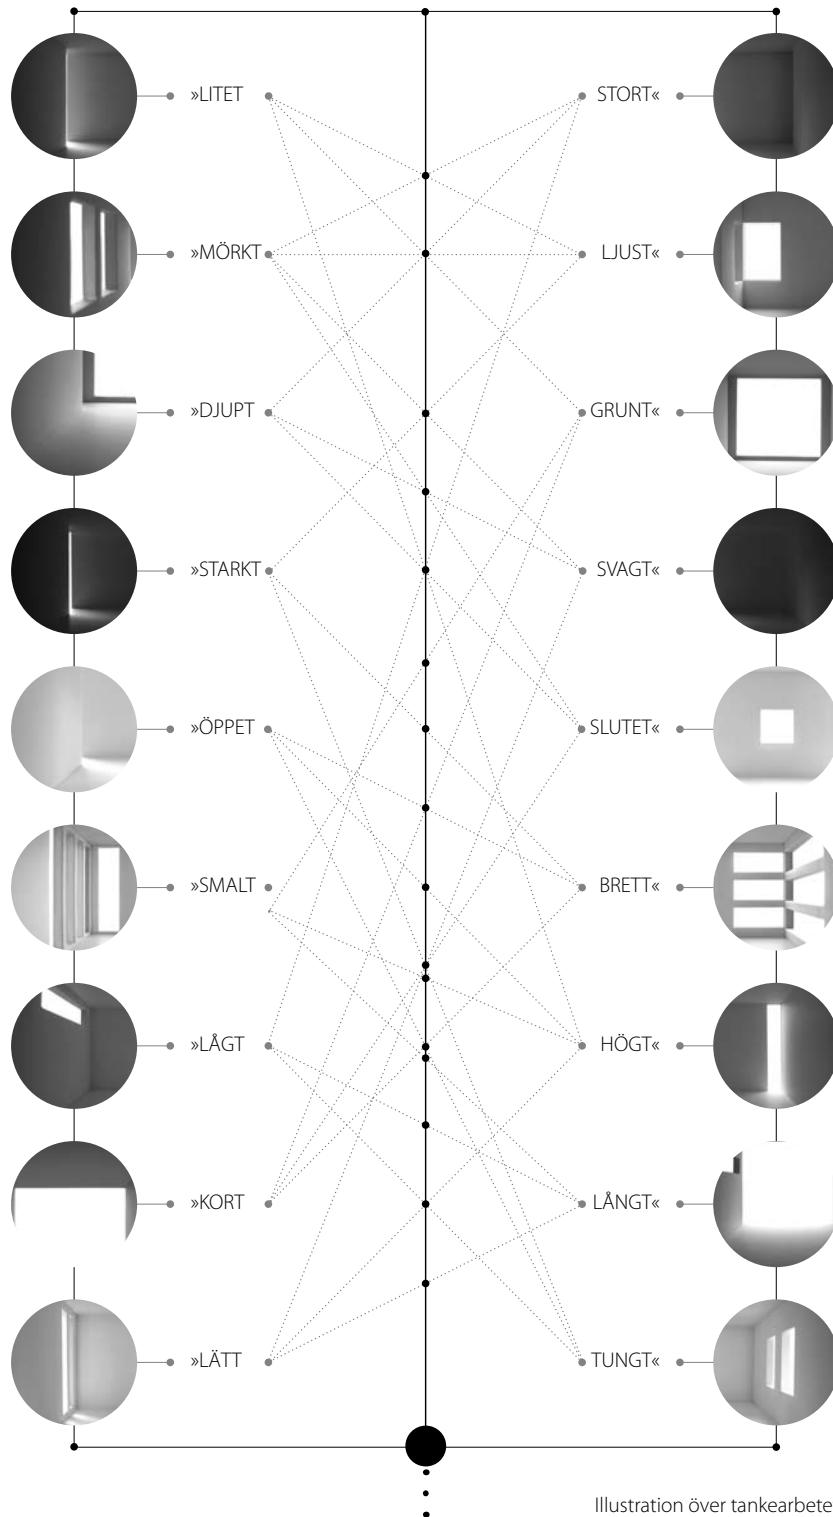 »LITET STORT«
»MÖRKT LJUST«
»DJUPT GRUNT«
»STARKT SVAGT«
»ÖPPET SLUTET«
»SMALT BRETT«
»LÅGT HÖGT«
»KORT LÅNGT«
»LÄTT TUNGT«
Illustration över tankearbete